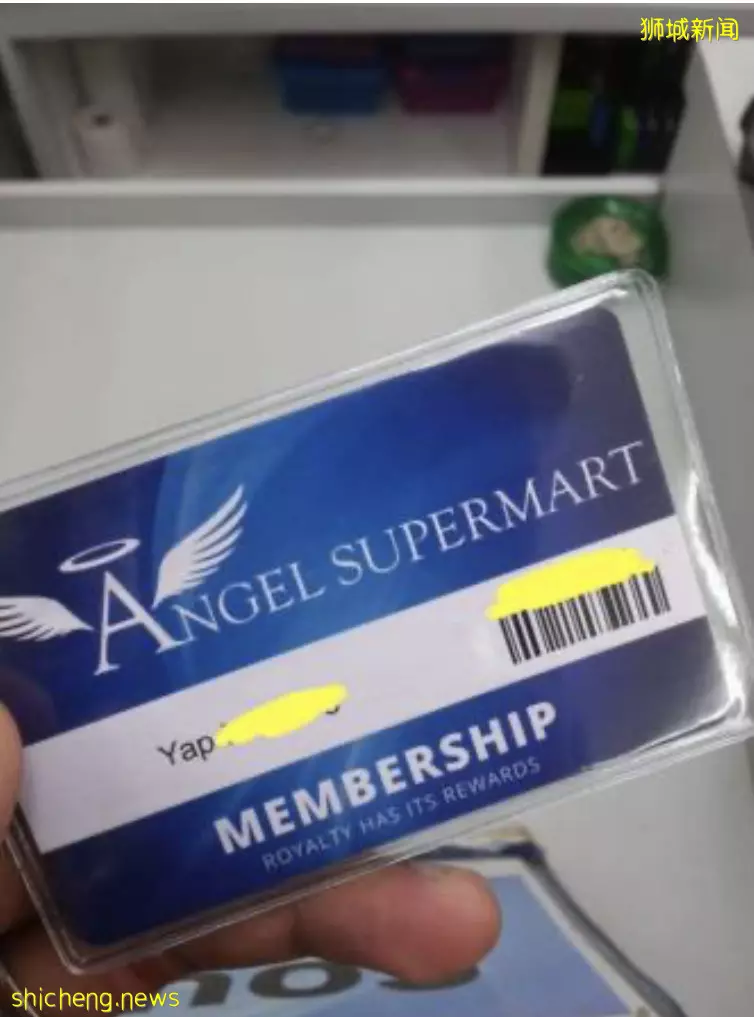 狮城新闻
ANGEL SUPERMART
Yap
MEMBERSHIP
ROYALTY HAS ITS REWARDS
shicheng.news